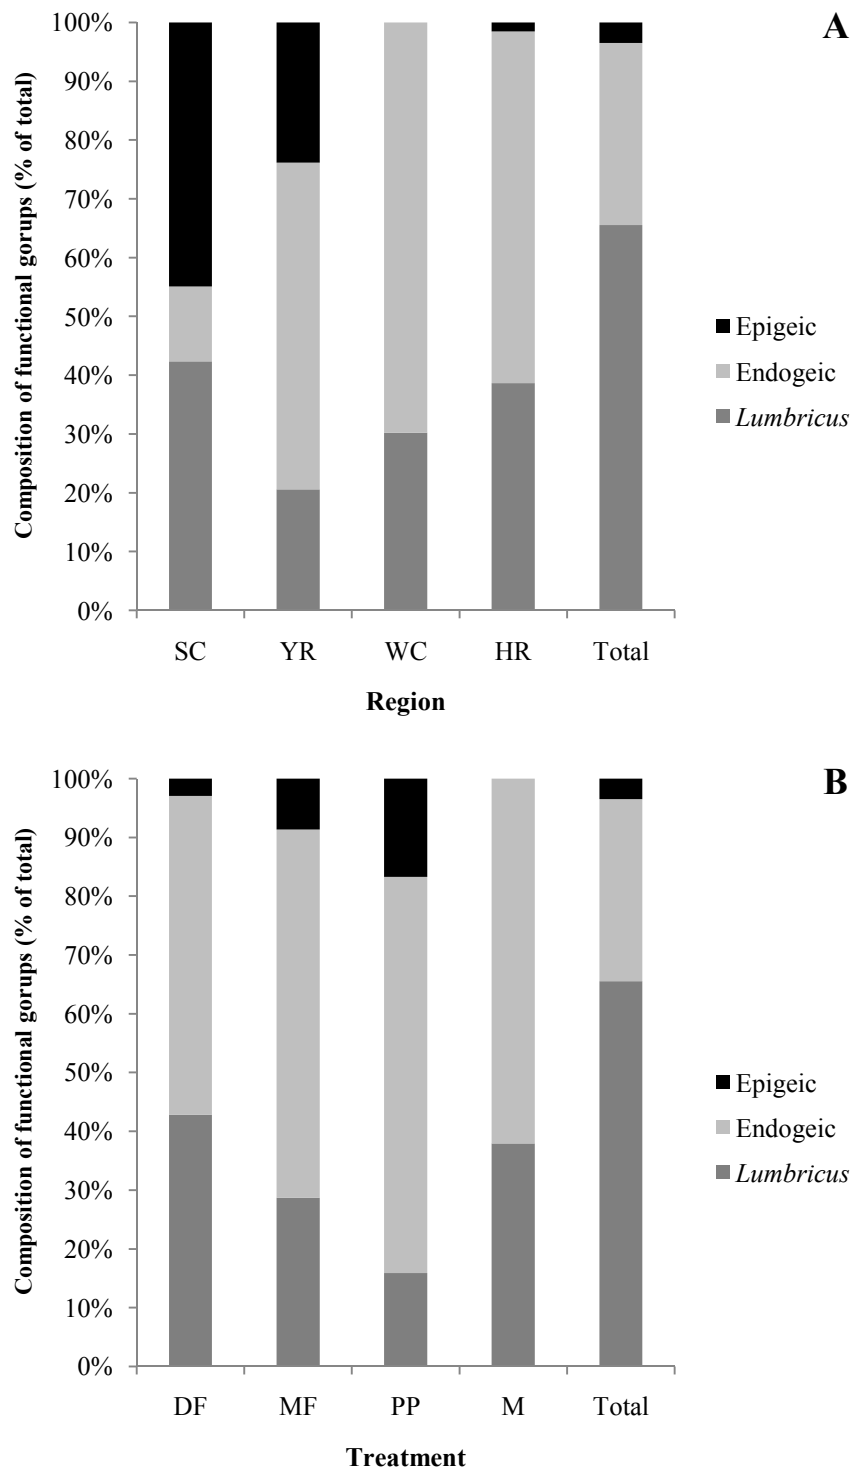 A
Composition of functional gorups (% of total)
100%
90%
80%
70%
60%
50%
40%
30%
20%
10%
0%
SC YR WC HR Total
Region
Epigeic
Endogeic
Lumbricus
B
Composition of functional gorups (% of total)
100%
90%
80%
70%
60%
50%
40%
30%
20%
10%
0%
DF MF PP M Total
Treatment
Epigeic
Endogeic
Lumbricus